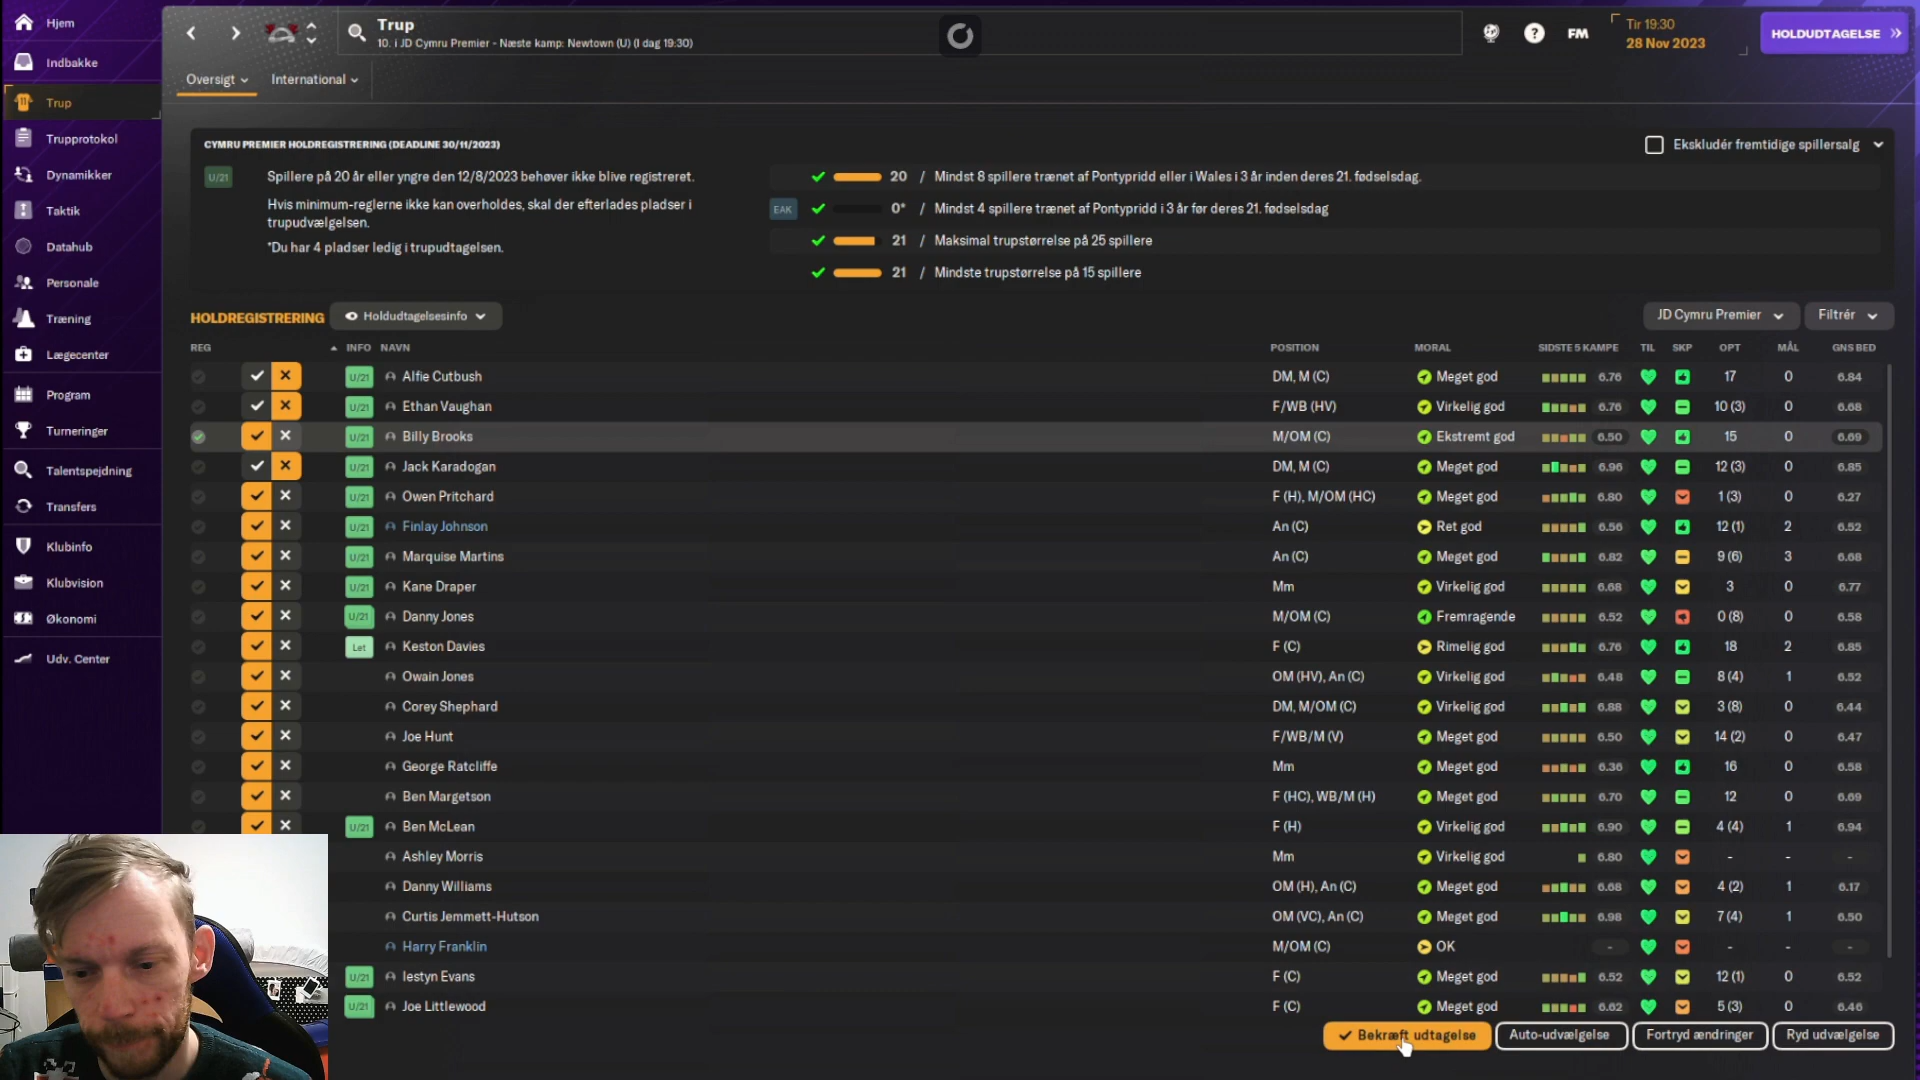 Hjem
Indbakke
Trup
Trupprotokol
Dynamikker
Taktik
Datahub
Personale
Træning
Lægecenter
Program
Turneringer
Talentspejdning
Transfers
Klubinfo
Klubvision
Økonomi
Udv. Center
Trup
10. i JD Cymru Premier - Næste kamp: Newtown (U) (I dag 19:30)
? FM
Tir 19:30
28 Nov 2023
HOLDUDTAGELSE
Oversigt International
CYMRU PREMIER HOLDREGISTRERING (DEADLINE 30/11/2023)
Ekskludér fremtidige spillersalg
U/21 Spillere på 20 år eller yngre den 12/8/2023 behøver ikke blive registreret.
Hvis minimum-reglerne ikke kan overholdes, skal der efterlades pladser i
trupudvælgelsen.
*Du har 4 pladser ledig i trupudtagelsen.
20 / Mindst 8 spillere trænet af Pontypridd eller i Wales i 3 år inden deres 21. fødselsdag.
EAK 0* / Mindst 4 spillere trænet af Pontypridd i 3 år før deres 21. fødselsdag
21 / Maksimal trupstørrelse på 25 spillere
21 / Mindste trupstørrelse på 15 spillere
HOLDREGISTRERING Holdudtagelsesinfo JD Cymru Premier Filtrér
REG INFO NAVN POSITION MORAL SIDSTE 5 KAMPE TIL SKP OPT MÅL GNS BED
U/21 Alfie Cutbush DM, M (C) Meget god 6.76 17 0 6.84
U/21 Ethan Vaughan F/WB (HV) Virkelig god 6.76 10 (3) 0 6.68
U/21 Billy Brooks M/OM (C) Ekstremt god 6.50 15 0 6.69
U/21 Jack Karadogan DM, M (C) Meget god 6.96 12 (3) 0 6.85
U/21 Owen Pritchard F (H), M/OM (HC) Meget god 6.80 1 (3) 0 6.27
U/21 Finlay Johnson An (C) Ret god 6.56 12 (1) 2 6.52
U/21 Marquise Martins An (C) Meget god 6.82 9 (6) 3 6.68
U/21 Kane Draper Mm Virkelig god 6.68 3 0 6.77
U/21 Danny Jones M/OM (C) Fremragende 6.52 0 (8) 0 6.58
Let Keston Davies F (C) Rimelig god 6.76 18 2 6.85
Owain Jones OM (HV), An (C) Virkelig god 6.48 8 (4) 1 6.52
Corey Shephard DM, M/OM (C) Virkelig god 6.88 3 (8) 0 6.44
Joe Hunt F/WB/M (V) Meget god 6.50 14 (2) 0 6.47
George Ratcliffe Mm Meget god 6.36 16 0 6.58
Ben Margetson F (HC), WB/M (H) Meget god 6.70 12 0 6.69
U/21 Ben McLean F (H) Virkelig god 6.90 4 (4) 1 6.94
Ashley Morris Mm Virkelig god 6.80 - - -
Danny Williams OM (H), An (C) Meget god 6.68 4 (2) 1 6.17
Curtis Jemmett-Hutson OM (VC), An (C) Meget god 6.98 7 (4) 1 6.50
Harry Franklin M/OM (C) OK - - - -
U/21 Iestyn Evans F (C) Meget god 6.52 12 (1) 0 6.52
U/21 Joe Littlewood F (C) Meget god 6.62 5 (3) 0 6.46
Bekræft udtagelse Auto-udvælgelse Fortryd ændringer Ryd udvælgelse